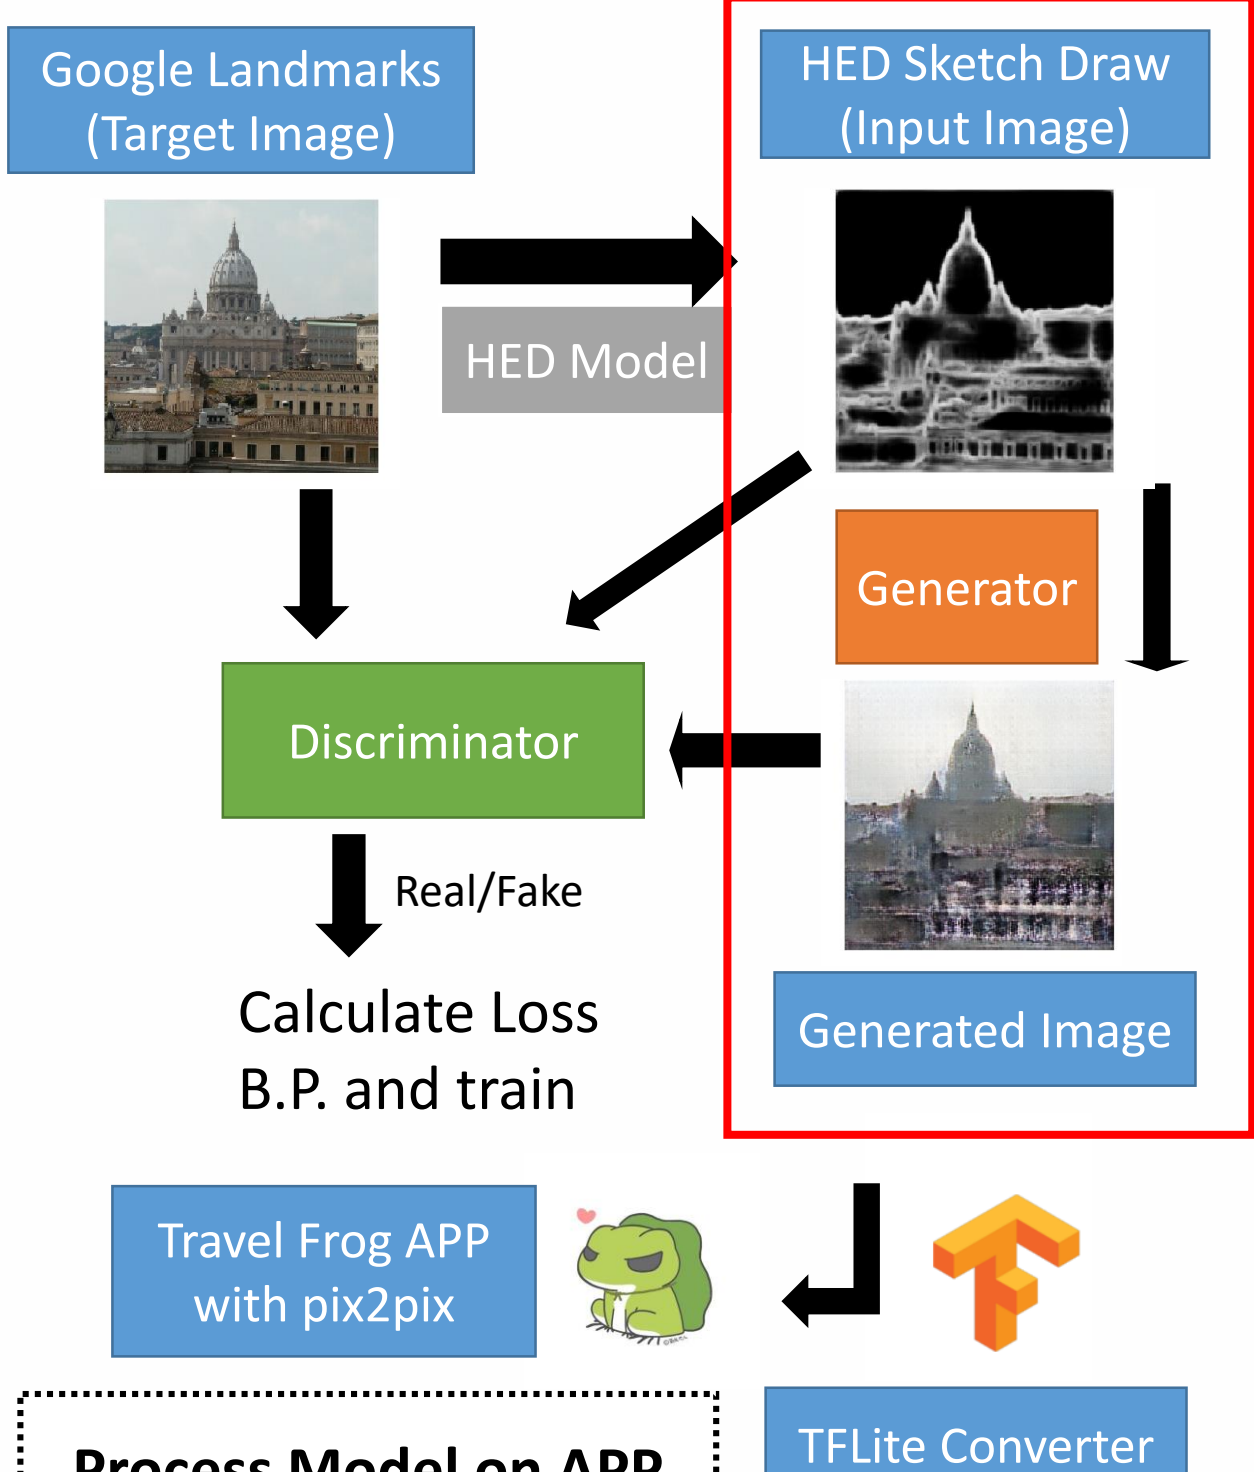 Google Landmarks
(Target Image)
HED Sketch Draw
(Input Image)
HED Model
Generator
Discriminator
Real/Fake
Generated Image
Calculate Loss
B.P. and train
Travel Frog APP
with pix2pix
TFLite Converter
Process Model on APP